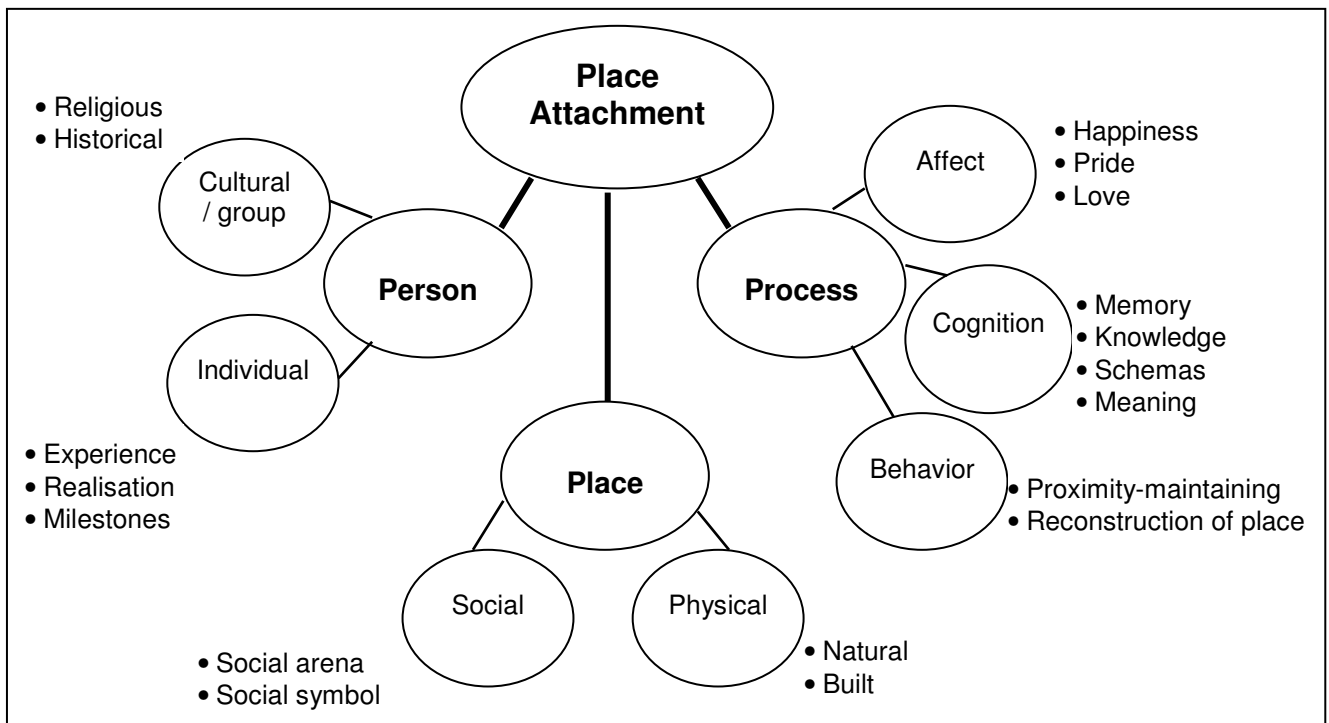 Place
Attachment
• Religious
• Historical
Cultural
/ group
Person
Individual
• Experience
• Realisation
• Milestones
Place
Social
• Social arena
• Social symbol
Physical
• Natural
• Built
Process
Affect
• Happiness
• Pride
• Love
Cognition
• Memory
• Knowledge
• Schemas
• Meaning
Behavior
• Proximity-maintaining
• Reconstruction of place